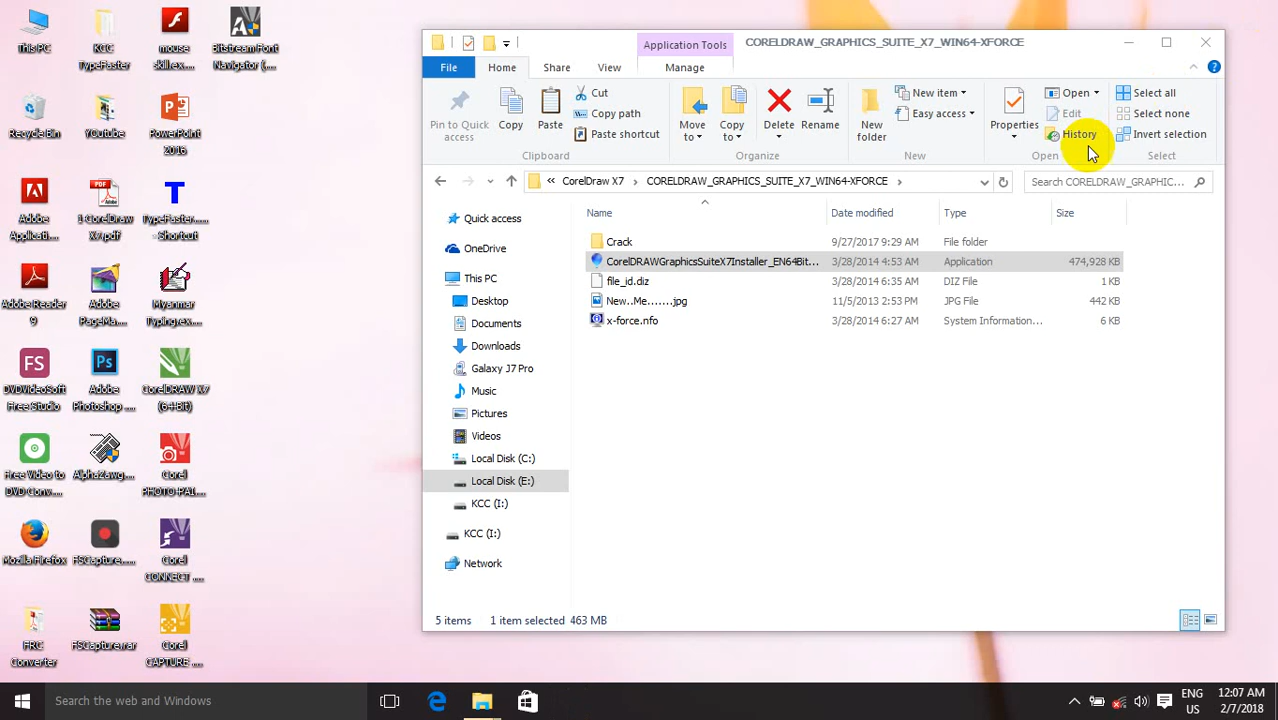 This PC
KCC TypeFaster
mouse skill.ex....
Bitstream Font Navigator (....
Recycle Bin
YOutube
PowerPoint 2016
Adobe Applicati....
1 CorelDraw X7.pdf
TypeFaster.... - Shortcut
Adobe Reader 9
Adobe PageMa....
Myanmar Typing.ex....
DVDVideoSoft Free Studio
Adobe Photoshop ....
CorelDRAW X7 (64-Bit)
Free Video to DVD Conv....
AlphaZawg....
Corel PHOTO-PAI....
Mozilla Firefox
FSCapture....
Corel CONNECT ....
FRC Converter
FSCapture.rar
Corel CAPTURE ....
Application Tools
CORELDRAW_GRAPHICS_SUITE_X7_WIN64-XFORCE
File
Home
Share
View
Manage
Pin to Quick access
Copy
Paste
Cut
Copy path
Paste shortcut
Clipboard
Move to
Copy to
Delete
Rename
Organize
New folder
New item
Easy access
New
Properties
Open
Edit
History
Open
Select all
Select none
Invert selection
Select
« CorelDraw X7 › CORELDRAW_GRAPHICS_SUITE_X7_WIN64-XFORCE ›
Search CORELDRAW_GRAPHIC...
Quick access
OneDrive
This PC
Desktop
Documents
Downloads
Galaxy J7 Pro
Music
Pictures
Videos
Local Disk (C:)
Local Disk (E:)
KCC (I:)
KCC (I:)
Network
Name Date modified Type Size
Crack 9/27/2017 9:29 AM File folder
CorelDRAWGraphicsSuiteX7Installer_EN64Bit... 3/28/2014 4:53 AM Application 474,928 KB
file_id.diz 3/28/2014 6:35 AM DIZ File 1 KB
New..Me.......jpg 11/5/2013 2:53 PM JPG File 442 KB
x-force.nfo 3/28/2014 6:27 AM System Information... 6 KB
5 items 1 item selected 463 MB
Search the web and Windows
ENG
US
12:07 AM
2/7/2018